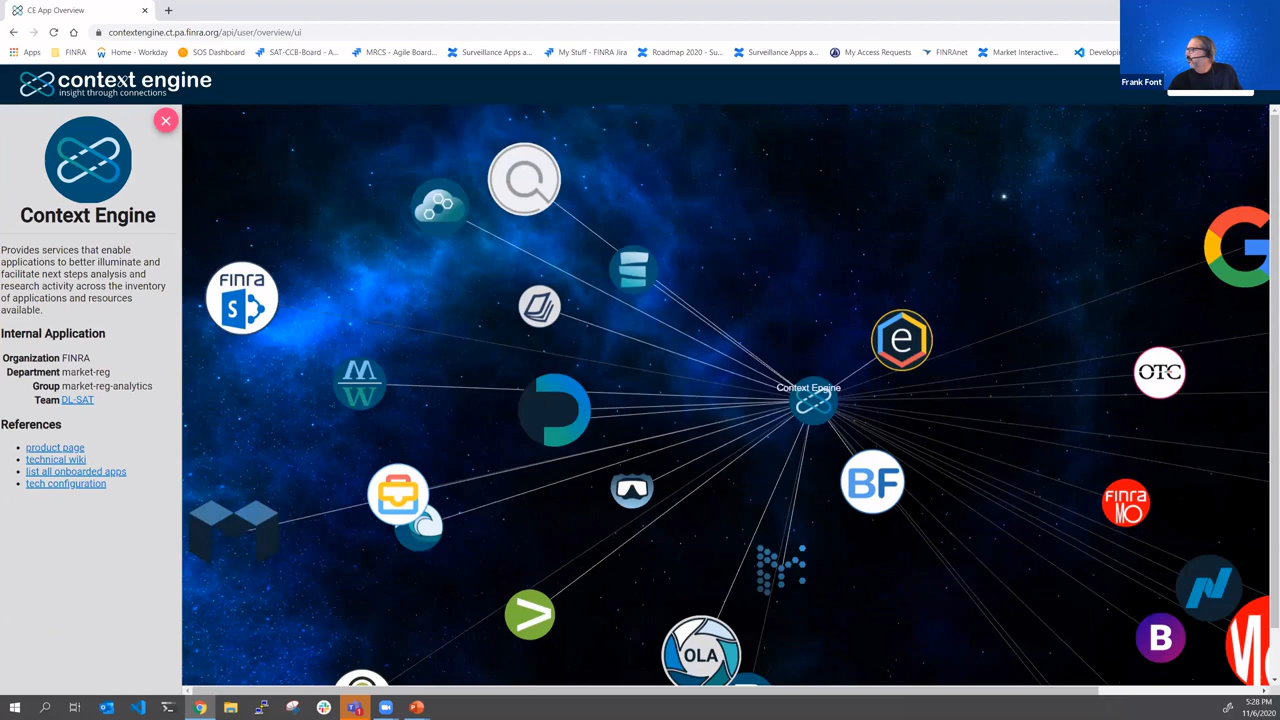 CE App Overview
contextengine.ct.pa.finra.org/api/user/overview/ui
Apps
FINRA
Home - Workday
SOS Dashboard
SAT-CCB-Board - A...
MRCS - Agile Board...
Surveillance Apps a...
My Stuff - FINRA Jira
Roadmap 2020 - Su...
Surveillance Apps a...
My Access Requests
FINRAnet
Market Interactive...
Developi
Frank Font
context engine
insight through connections
Context Engine
Provides services that enable
applications to better illuminate and
facilitate next steps analysis and
research activity across the inventory
of applications and resources
available.
Internal Application
Organization FINRA
Department market-reg
Group market-reg-analytics
Team DL-SAT
References
product page
technical wiki
list all onboarded apps
tech configuration
FINRA
S
M
W
e
Context Engine
OTC
BF
FINRA
MO
B
OLA
5:28 PM
11/6/2020